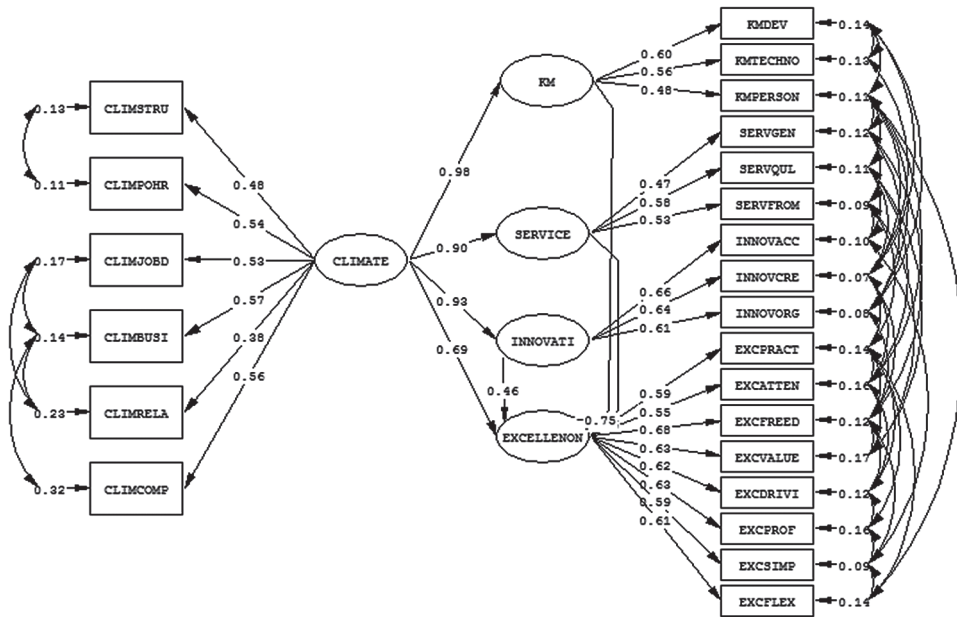 0.13 CLIMSTRU
0.11 CLIMPOHR
0.17 CLIMJOBD
0.14 CLIMBUSI
0.23 CLIMRELA
0.32 CLIMCOMP
0.48
0.54
0.53
0.57
0.38
0.56
CLIMATE
0.98
0.90
0.93
0.69
KM
SERVICE
INNOVATI
0.46
EXCELLENON
-0.75
0.60
0.56
0.48
0.47
0.58
0.53
0.66
0.64
0.61
0.59
0.55
0.68
0.63
0.62
0.63
0.59
0.61
KMDEV 0.14
KMTECHNO 0.13
KMPERSON 0.11
SERVGEN 0.12
SERVQUL 0.11
SERVFROM 0.09
INNOVACC 0.10
INNOVCRE 0.07
INNOVORG 0.08
EXCPRACT 0.14
EXCATTEN 0.16
EXCFREED 0.12
EXCVALUE 0.17
EXCDRIVI 0.12
EXCPROF 0.16
EXCSIMP 0.09
EXCFLEX 0.14